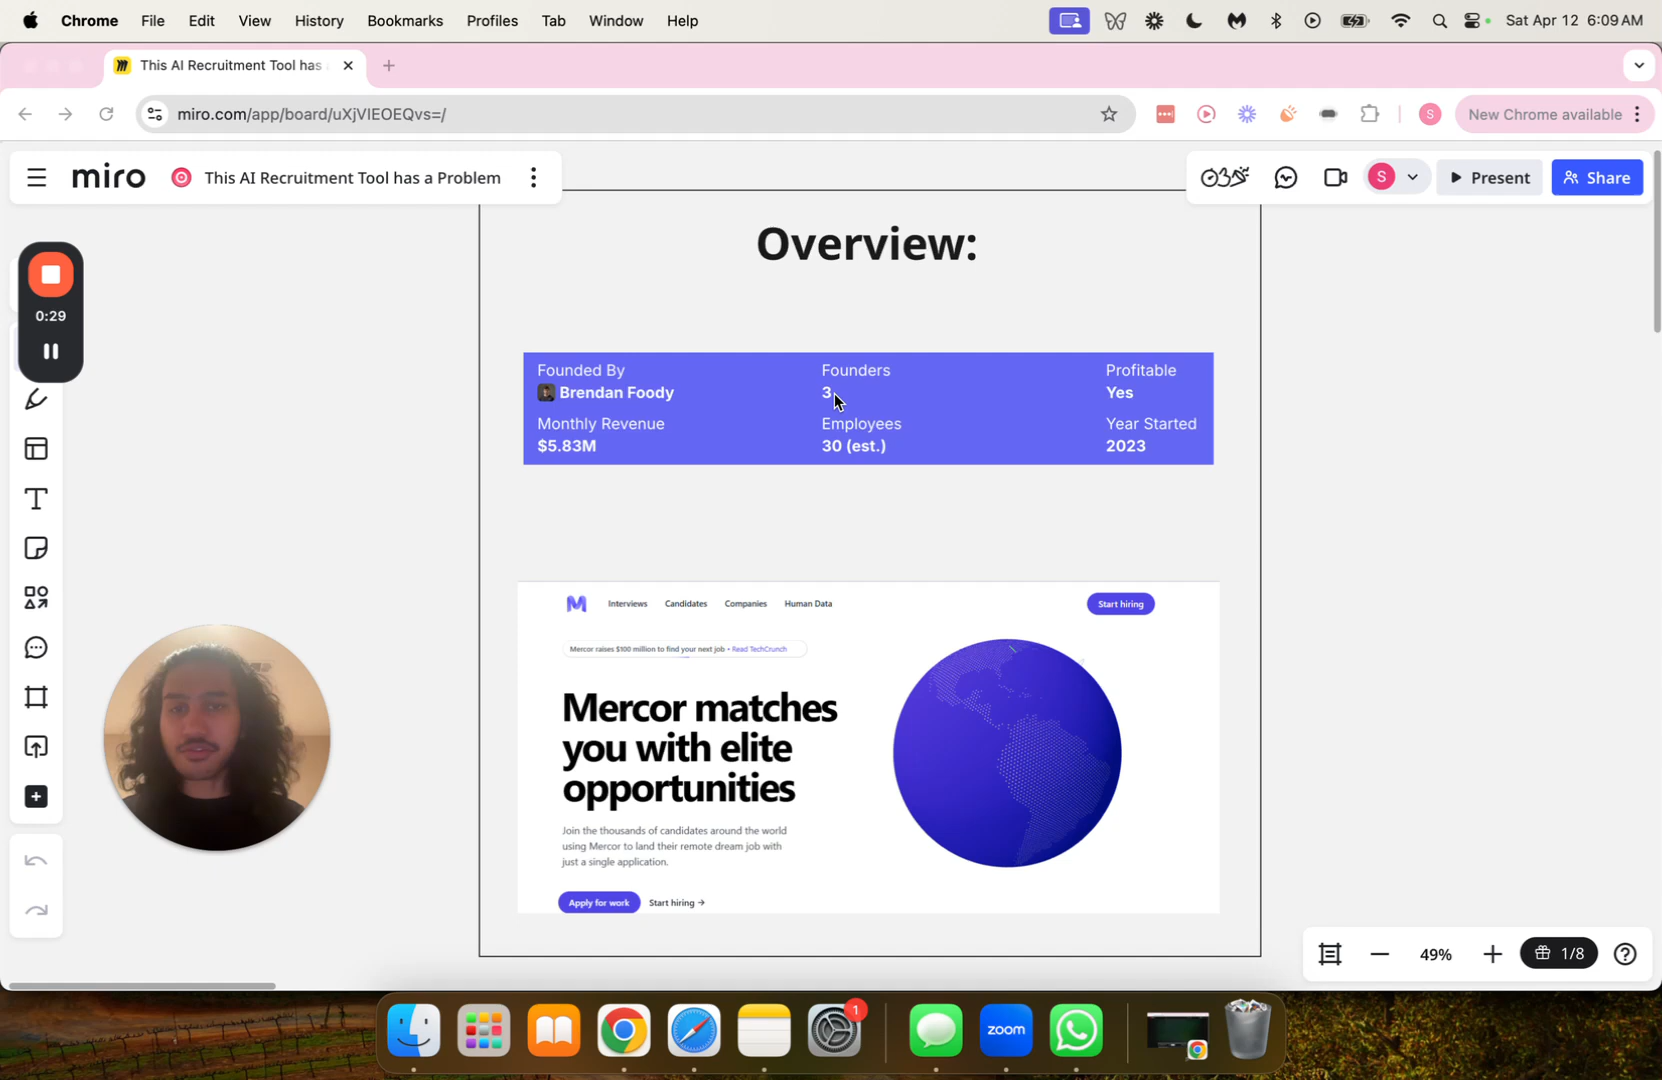 Chrome File Edit View History Bookmarks Profiles Tab Window Help Sat Apr 12 6:09 AM
This AI Recruitment Tool has
miro.com/app/board/uXjVIEOEQvs=/ S New Chrome available
miro This AI Recruitment Tool has a Problem S Present Share
Overview:
0:29
Founded By Founders Profitable
Brendan Foody 3 Yes
Monthly Revenue Employees Year Started
$5.83M 30 (est.) 2023
Interviews Candidates Companies Human Data Start hiring
Mercor raises $100 million to find your next job • Read TechCrunch
Mercor matches
you with elite
opportunities
Join the thousands of candidates around the world
using Mercor to land their remote dream job with
just a single application.
Apply for work Start hiring →
49% 1/8
1
zoom